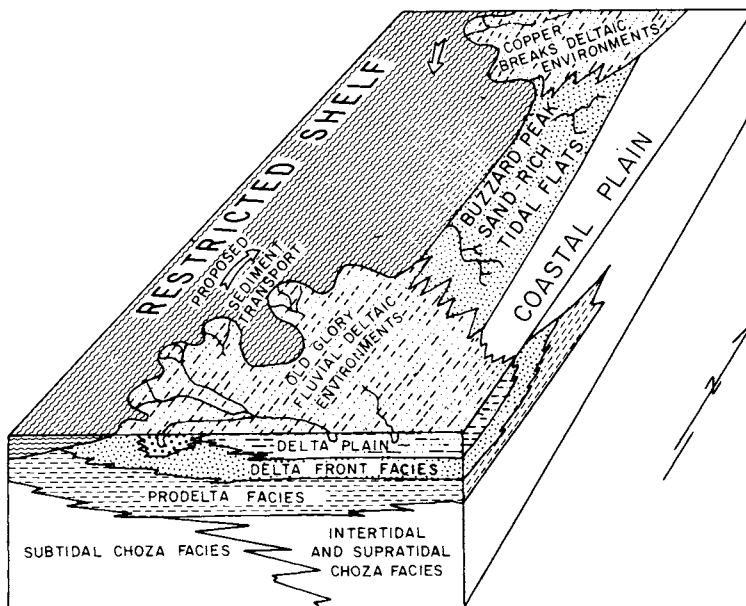 COPPER
BREAKS DELTAIC
ENVIRONMENTS
RESTRICTED SHELF
BUZZARD PEAK
SAND-RICH
TIDAL FLATS
COASTAL PLAIN
PROPOSED
SEDIMENT
TRANSPORT
OLD GLORY
FLUVIAL DELTAIC
ENVIRONMENTS
N
DELTA PLAIN
DELTA FRONT FACIES
PRODELTA FACIES
SUBTIDAL CHOZA FACIES
INTERTIDAL
AND SUPRATIDAL
CHOZA FACIES